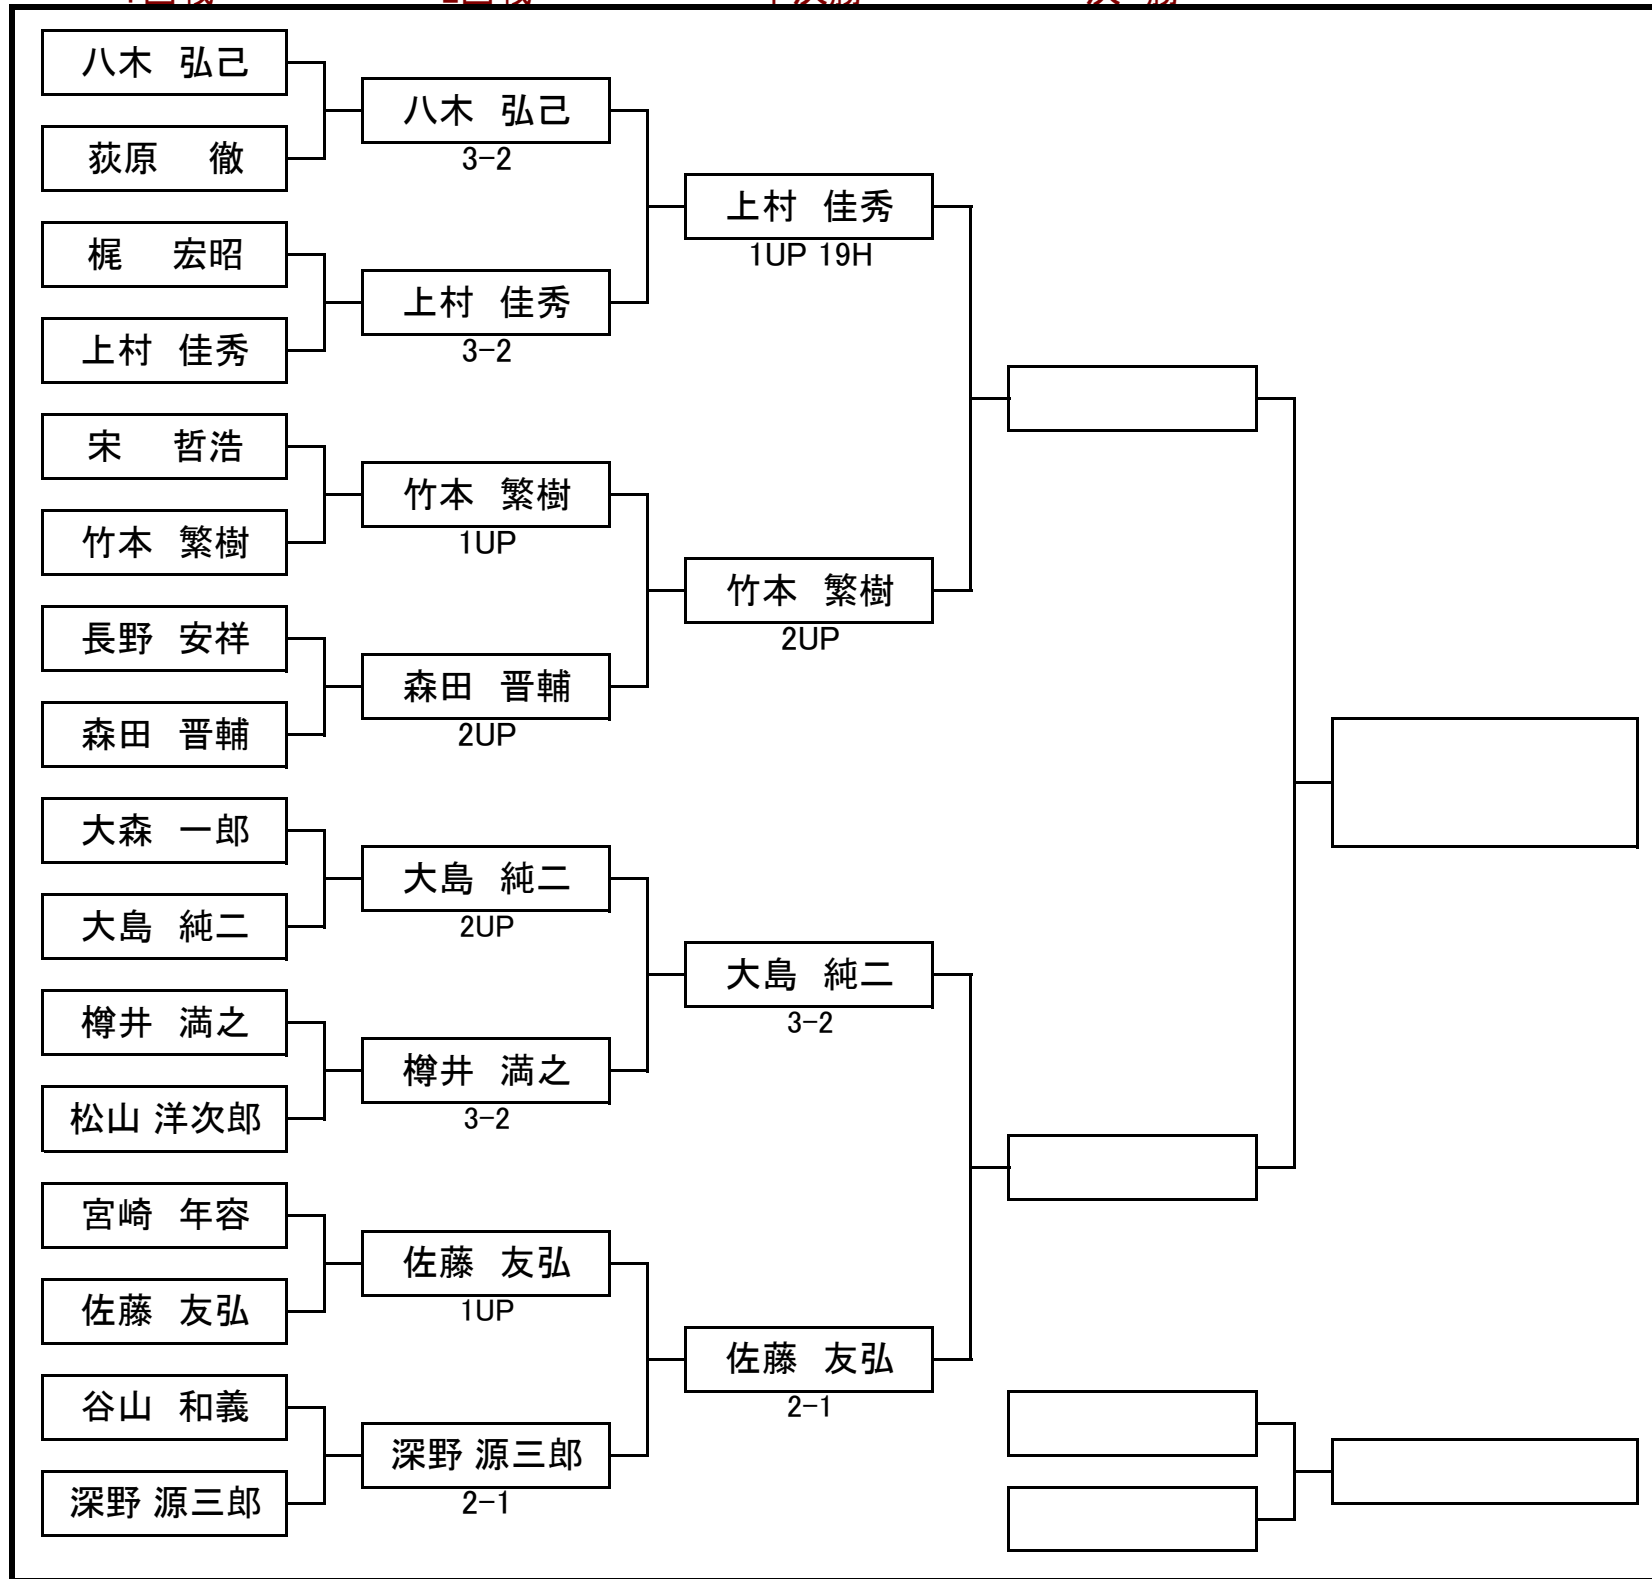 八木 弘己
荻原 徹
梶 宏昭
上村 佳秀
宋 哲浩
竹本 繁樹
長野 安祥
森田 晋輔
大森 一郎
大島 純二
樽井 満之
松山 洋次郎
宮崎 年容
佐藤 友弘
谷山 和義
深野 源三郎
八木 弘己
3-2
上村 佳秀
3-2
竹本 繁樹
1UP
森田 晋輔
2UP
大島 純二
2UP
樽井 満之
3-2
佐藤 友弘
1UP
深野 源三郎
2-1
上村 佳秀
1UP 19H
竹本 繁樹
2UP
大島 純二
3-2
佐藤 友弘
2-1